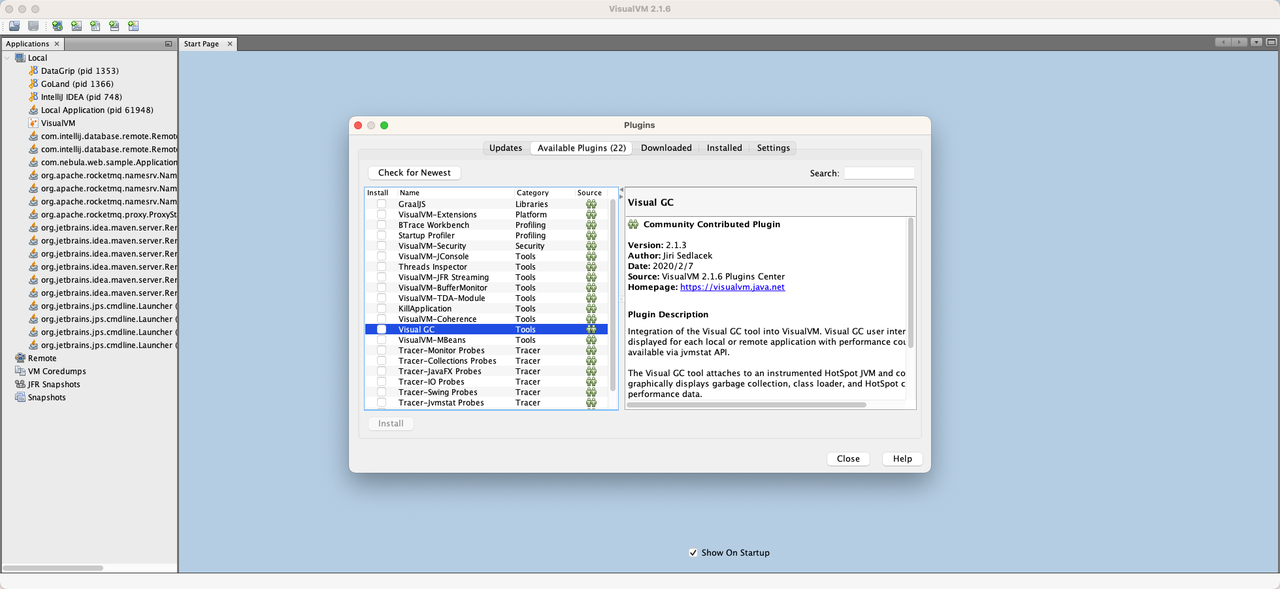 VisualVM 2.1.6
Applications
Start Page
Local
DataGrip (pid 1353)
GoLand (pid 1366)
IntelliJ IDEA (pid 748)
Local Application (pid 61948)
VisualVM
com.intellij.database.remote.Remot
com.intellij.database.remote.Remot
com.nebula.web.sample.Application
org.apache.rocketmq.namesrv.Nam
org.apache.rocketmq.namesrv.Nam
org.apache.rocketmq.namesrv.Nam
org.apache.rocketmq.proxy.ProxySt
org.jetbrains.idea.maven.server.Rer
org.jetbrains.idea.maven.server.Rer
org.jetbrains.idea.maven.server.Rer
org.jetbrains.idea.maven.server.Rer
org.jetbrains.idea.maven.server.Rer
org.jetbrains.idea.maven.server.Rer
org.jetbrains.jps.cmdline.Launcher (
org.jetbrains.jps.cmdline.Launcher (
org.jetbrains.jps.cmdline.Launcher (
org.jetbrains.jps.cmdline.Launcher (
Remote
VM Coredumps
JFR Snapshots
Snapshots
Plugins
Updates Available Plugins (22) Downloaded Installed Settings
Check for Newest
Search:
Install Name Category Source
GraalJS Libraries
VisualVM-Extensions Platform
BTrace Workbench Profiling
Startup Profiler Profiling
VisualVM-Security Security
VisualVM-JConsole Tools
Threads Inspector Tools
VisualVM-JFR Streaming Tools
VisualVM-BufferMonitor Tools
VisualVM-TDA-Module Tools
KillApplication Tools
VisualVM-Coherence Tools
Visual GC Tools
VisualVM-MBeans Tools
Tracer-Monitor Probes Tracer
Tracer-Collections Probes Tracer
Tracer-JavaFX Probes Tracer
Tracer-IO Probes Tracer
Tracer-Swing Probes Tracer
Tracer-Jvmstat Probes Tracer
Visual GC
Community Contributed Plugin
Version: 2.1.3
Author: Jiri Sedlacek
Date: 2020/2/7
Source: VisualVM 2.1.6 Plugins Center
Homepage: https://visualvm.java.net
Plugin Description
Integration of the Visual GC tool into VisualVM. Visual GC user inter
displayed for each local or remote application with performance cou
available via jvmstat API.
The Visual GC tool attaches to an instrumented HotSpot JVM and co
graphically displays garbage collection, class loader, and HotSpot c
performance data.
Install
Close Help
Show On Startup